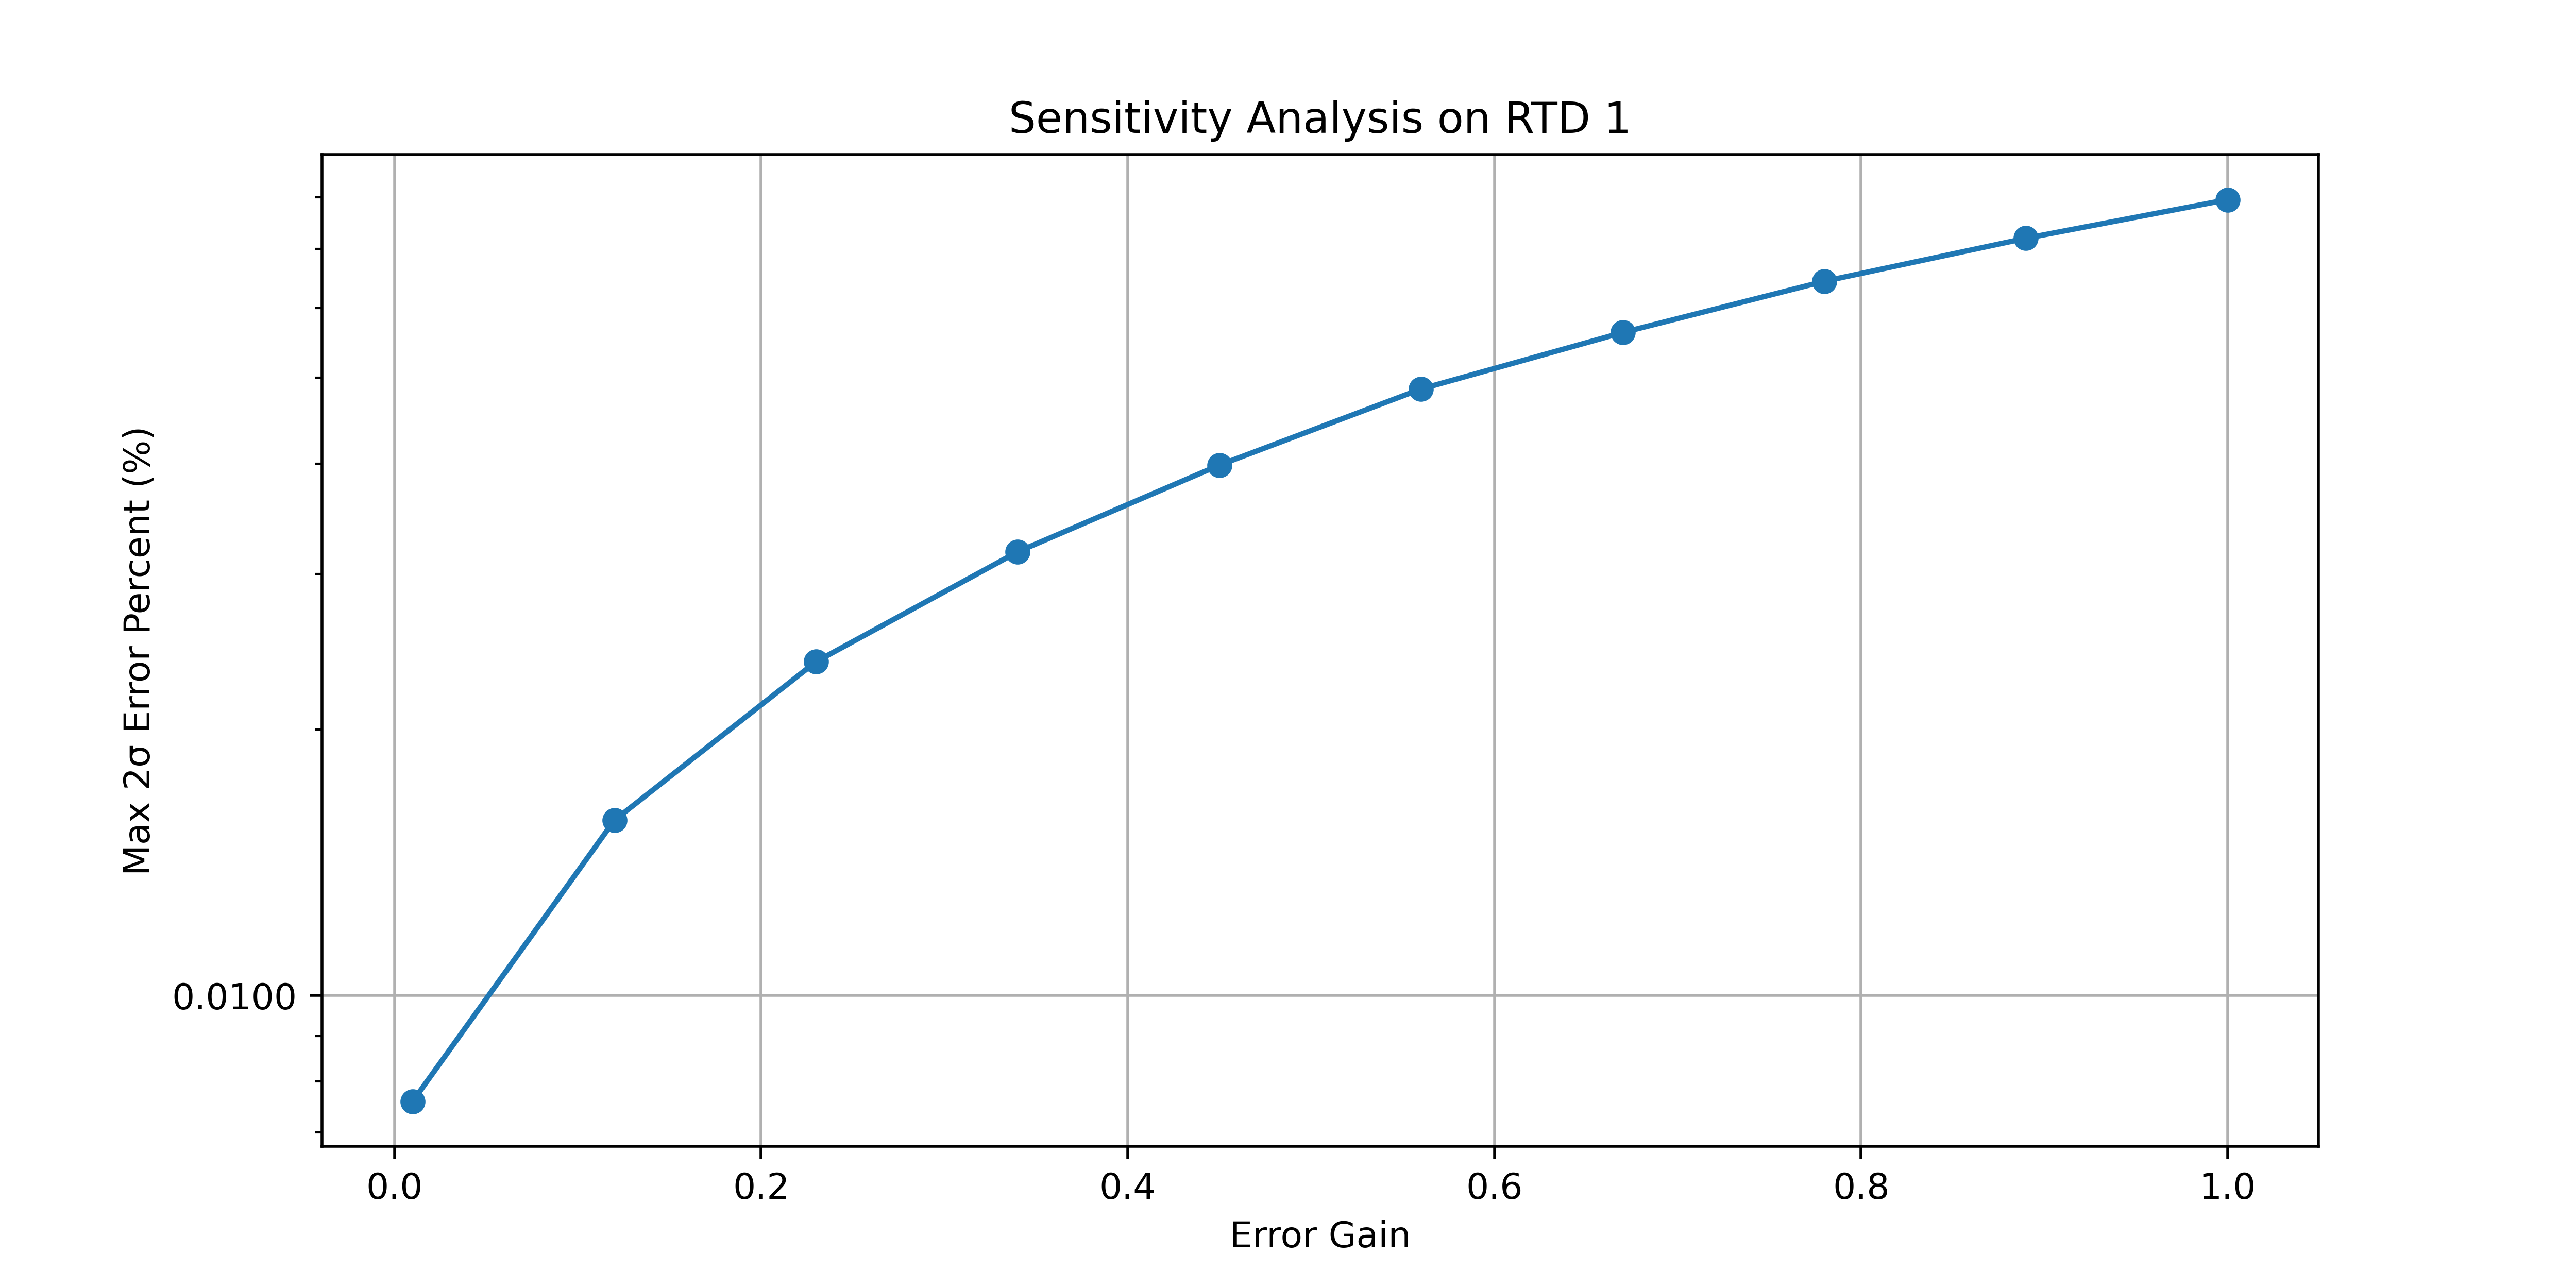 Sensitivity Analysis on RTD 1
Max 2σ Error Percent (%)
0.0100
0.0 0.2 0.4 0.6 0.8 1.0
Error Gain